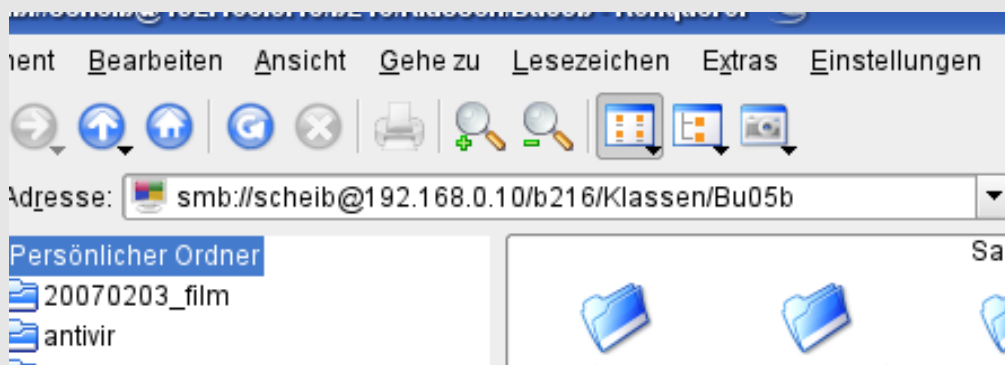 Bearbeiten Ansicht Gehe zu Lesezeichen Extras Einstellungen
Adresse: smb://scheib@192.168.0.10/b216/Klassen/Bu05b
Persönlicher Ordner
20070203_film
antivir